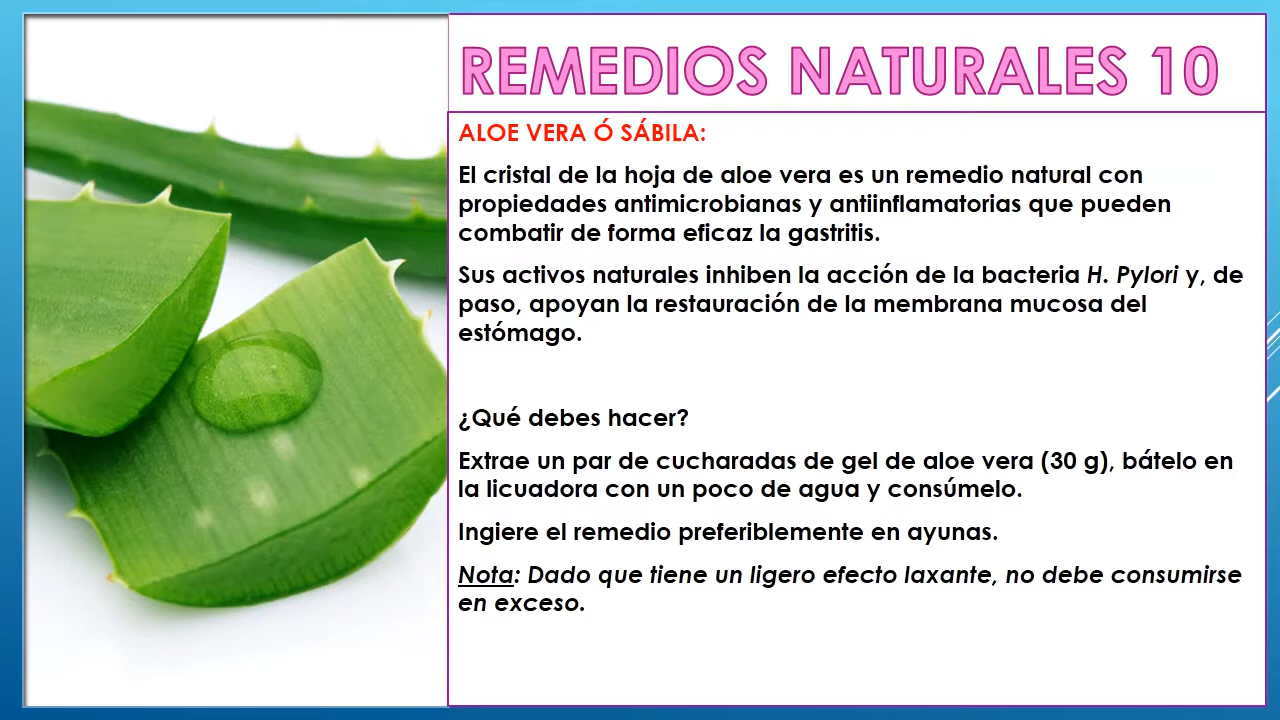 REMEDIOS NATURALES 10
ALOE VERA Ó SÁBILA:
El cristal de la hoja de aloe vera es un remedio natural con
propiedades antimicrobianas y antiinflamatorias que pueden
combatir de forma eficaz la gastritis.
Sus activos naturales inhiben la acción de la bacteria H. Pylori y, de
paso, apoyan la restauración de la membrana mucosa del
estómago.
¿Qué debes hacer?
Extrae un par de cucharadas de gel de aloe vera (30 g), bátelo en
la licuadora con un poco de agua y consúmelo.
Ingiere el remedio preferiblemente en ayunas.
Nota: Dado que tiene un ligero efecto laxante, no debe consumirse
en exceso.